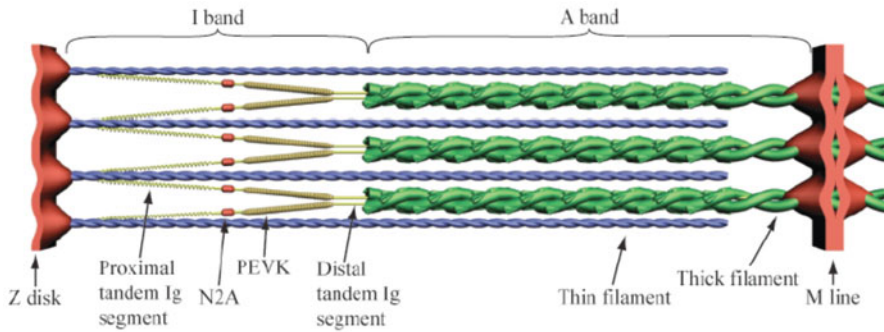 I band
A band
Z disk
Proximal
tandem Ig
segment
N2A
PEVK
Distal
tandem Ig
segment
Thin filament
Thick filament
M line